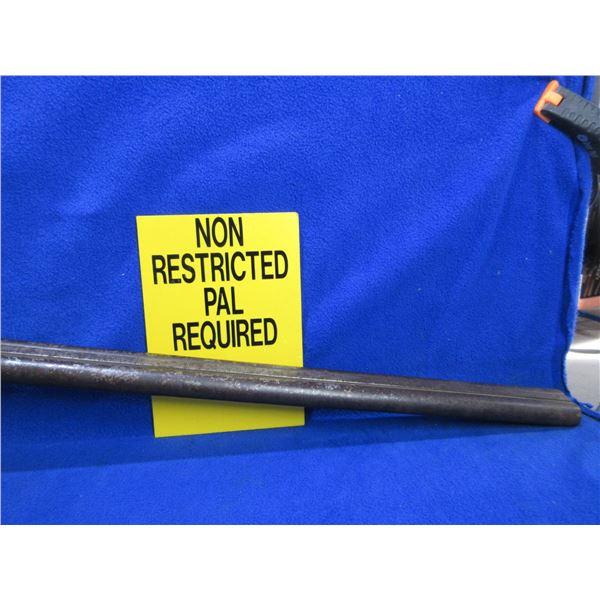 NON
RESTRICTED
PAL
REQUIRED